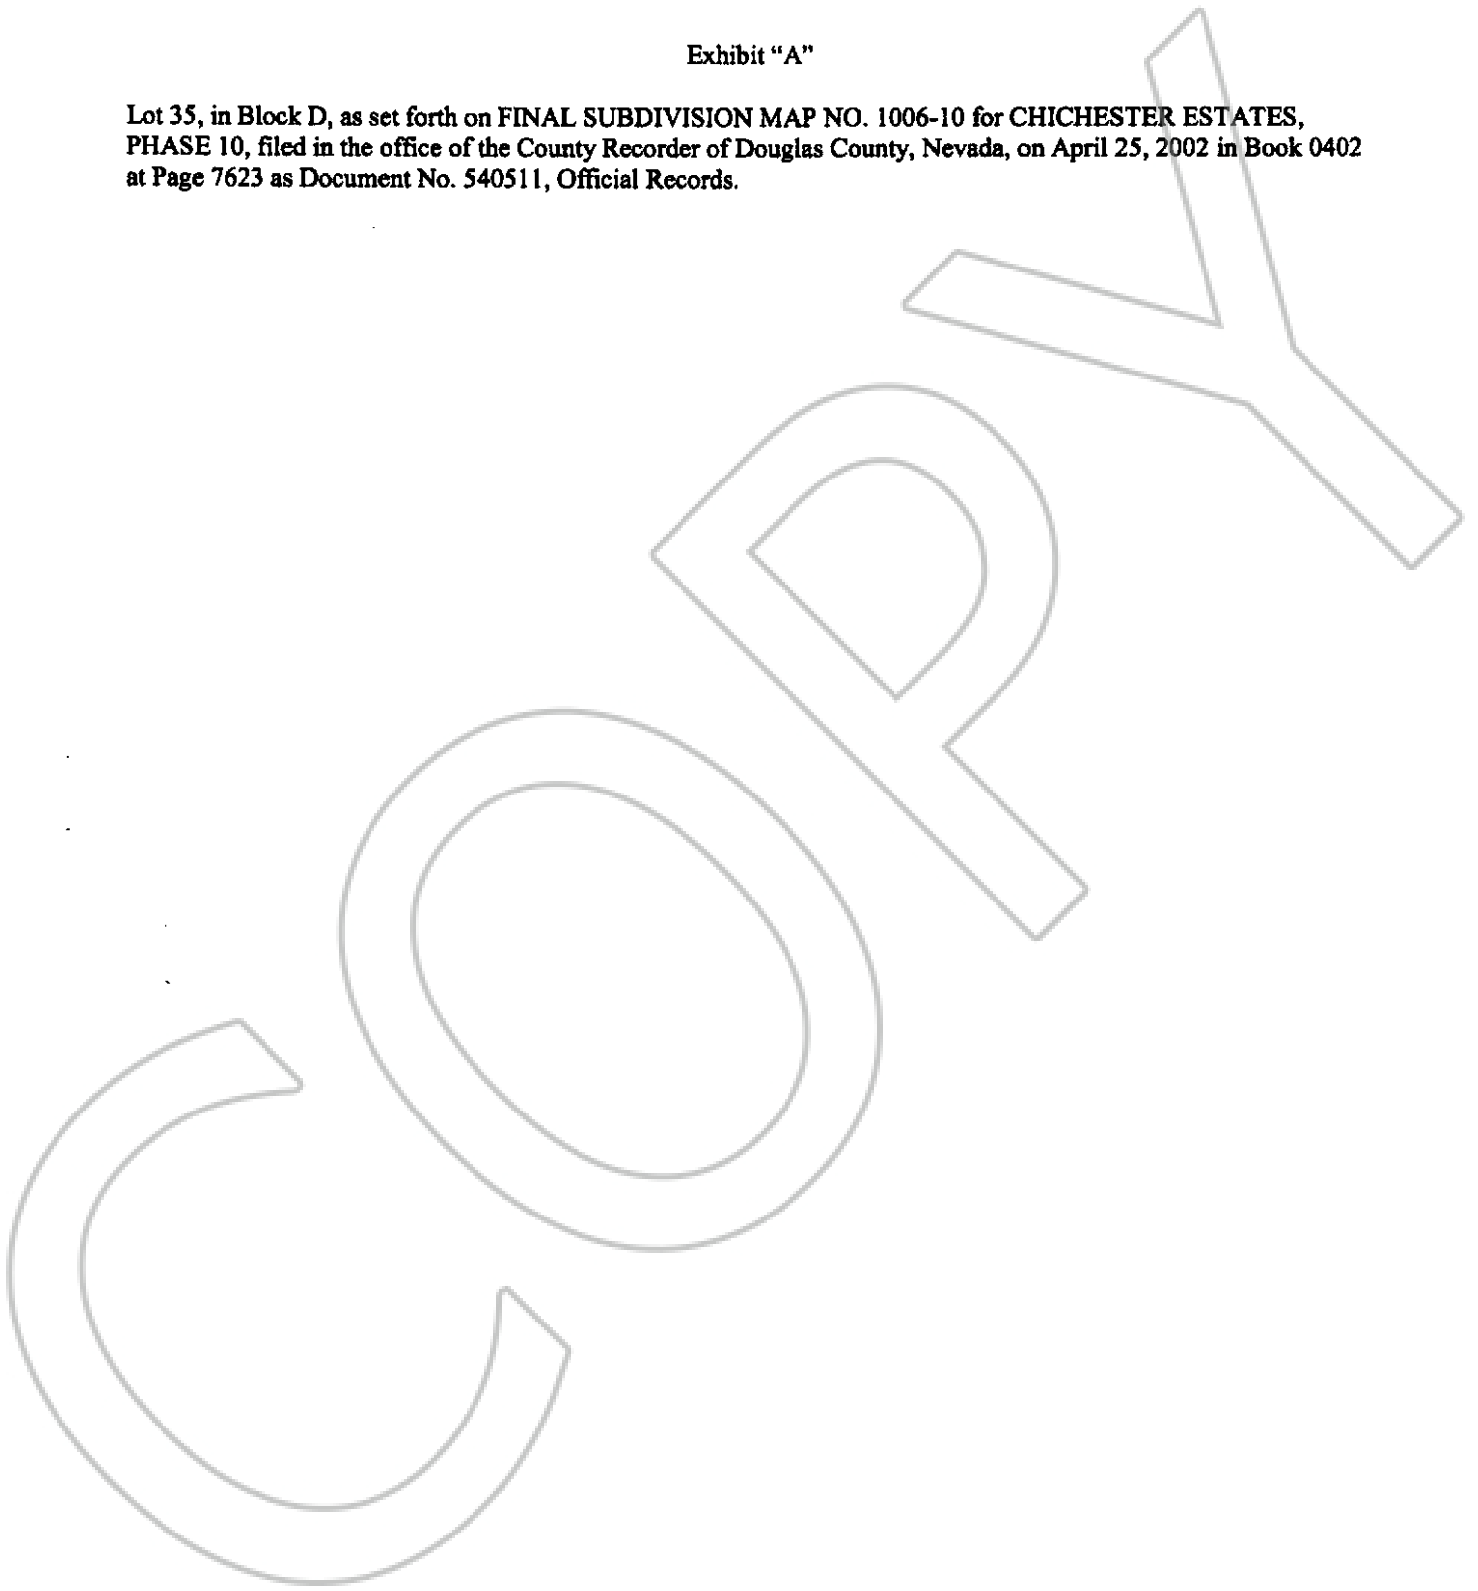 Exhibit “A”
Lot 35, in Block D, as set forth on FINAL SUBDIVISION MAP NO. 1006-10 for CHICHESTER ESTATES,
PHASE 10, filed in the office of the County Recorder of Douglas County, Nevada, on April 25, 2002 in Book 0402
at Page 7623 as Document No. 540511, Official Records.
COPY